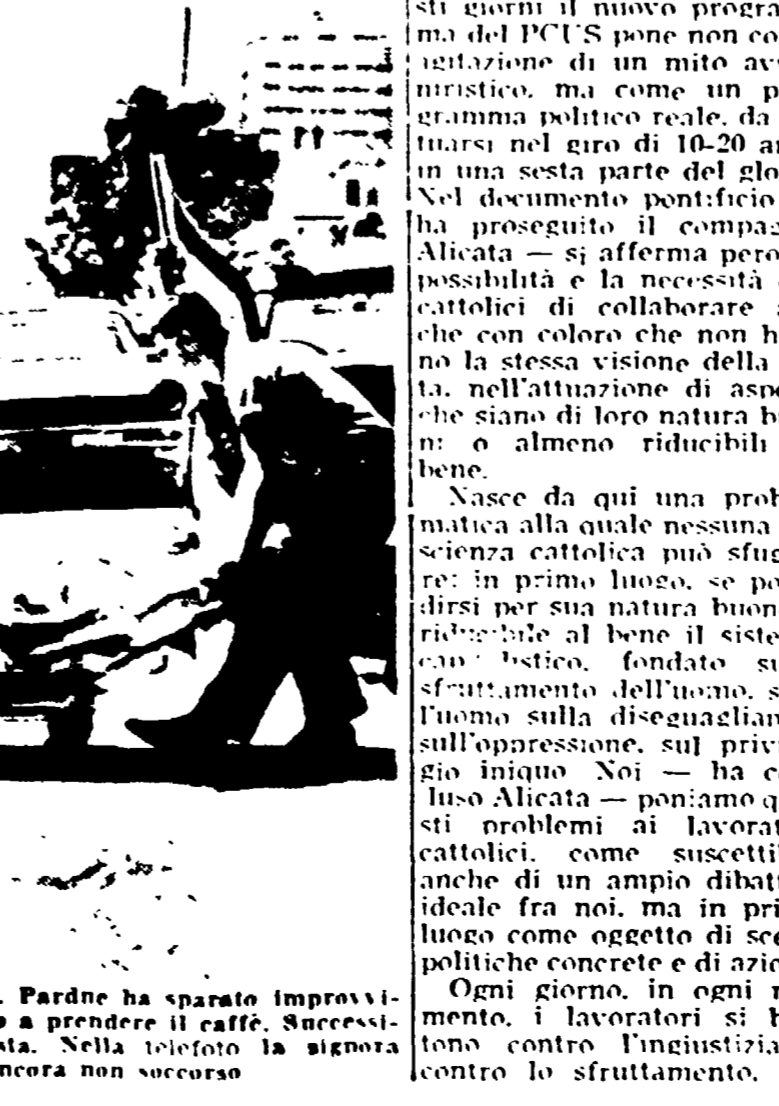 . Pardne ha sparato improvvi-
o a prendere il caffè. Successi-
sta. Nella telefoto la signora
ncora non soccorso
sti giorni il nuovo progra
ma del PCUS pone non co
agitazione di un mito av
niristico, ma come un p
gramma politico reale, da
tuarsi nel giro di 10-20 a
in una sesta parte del glo
Nel documento pontificio
ha proseguito il compag
Alicata — si afferma però
possibilità e la necessità
cattolici di collaborare a
che con coloro che non h
no la stessa visione della
ta, nell'attuazione di aspe
che siano di loro natura b
ni o almeno riducibili
bene.
Nasce da qui una prob
matica alla quale nessuna
scienza cattolica può sfug
re: in primo luogo, se po
dirsi per sua natura buon
riducibile al bene il siste
listico, fondato su
sfruttamento dell'uomo, s
l'uomo sulla diseguaglian
sull'oppressione, sul privi
gio iniquo Noi — ha c
luso Alicata — poniamo q
sti problemi ai lavorat
cattolici, come suscetti
anche di un ampio dibatt
ideale fra noi, ma in pri
luogo come oggetto di sce
politiche concrete e di azio
Ogni giorno, in ogni m
mento, i lavoratori si b
tono contro l'ingiustizia
contro lo sfruttamento.